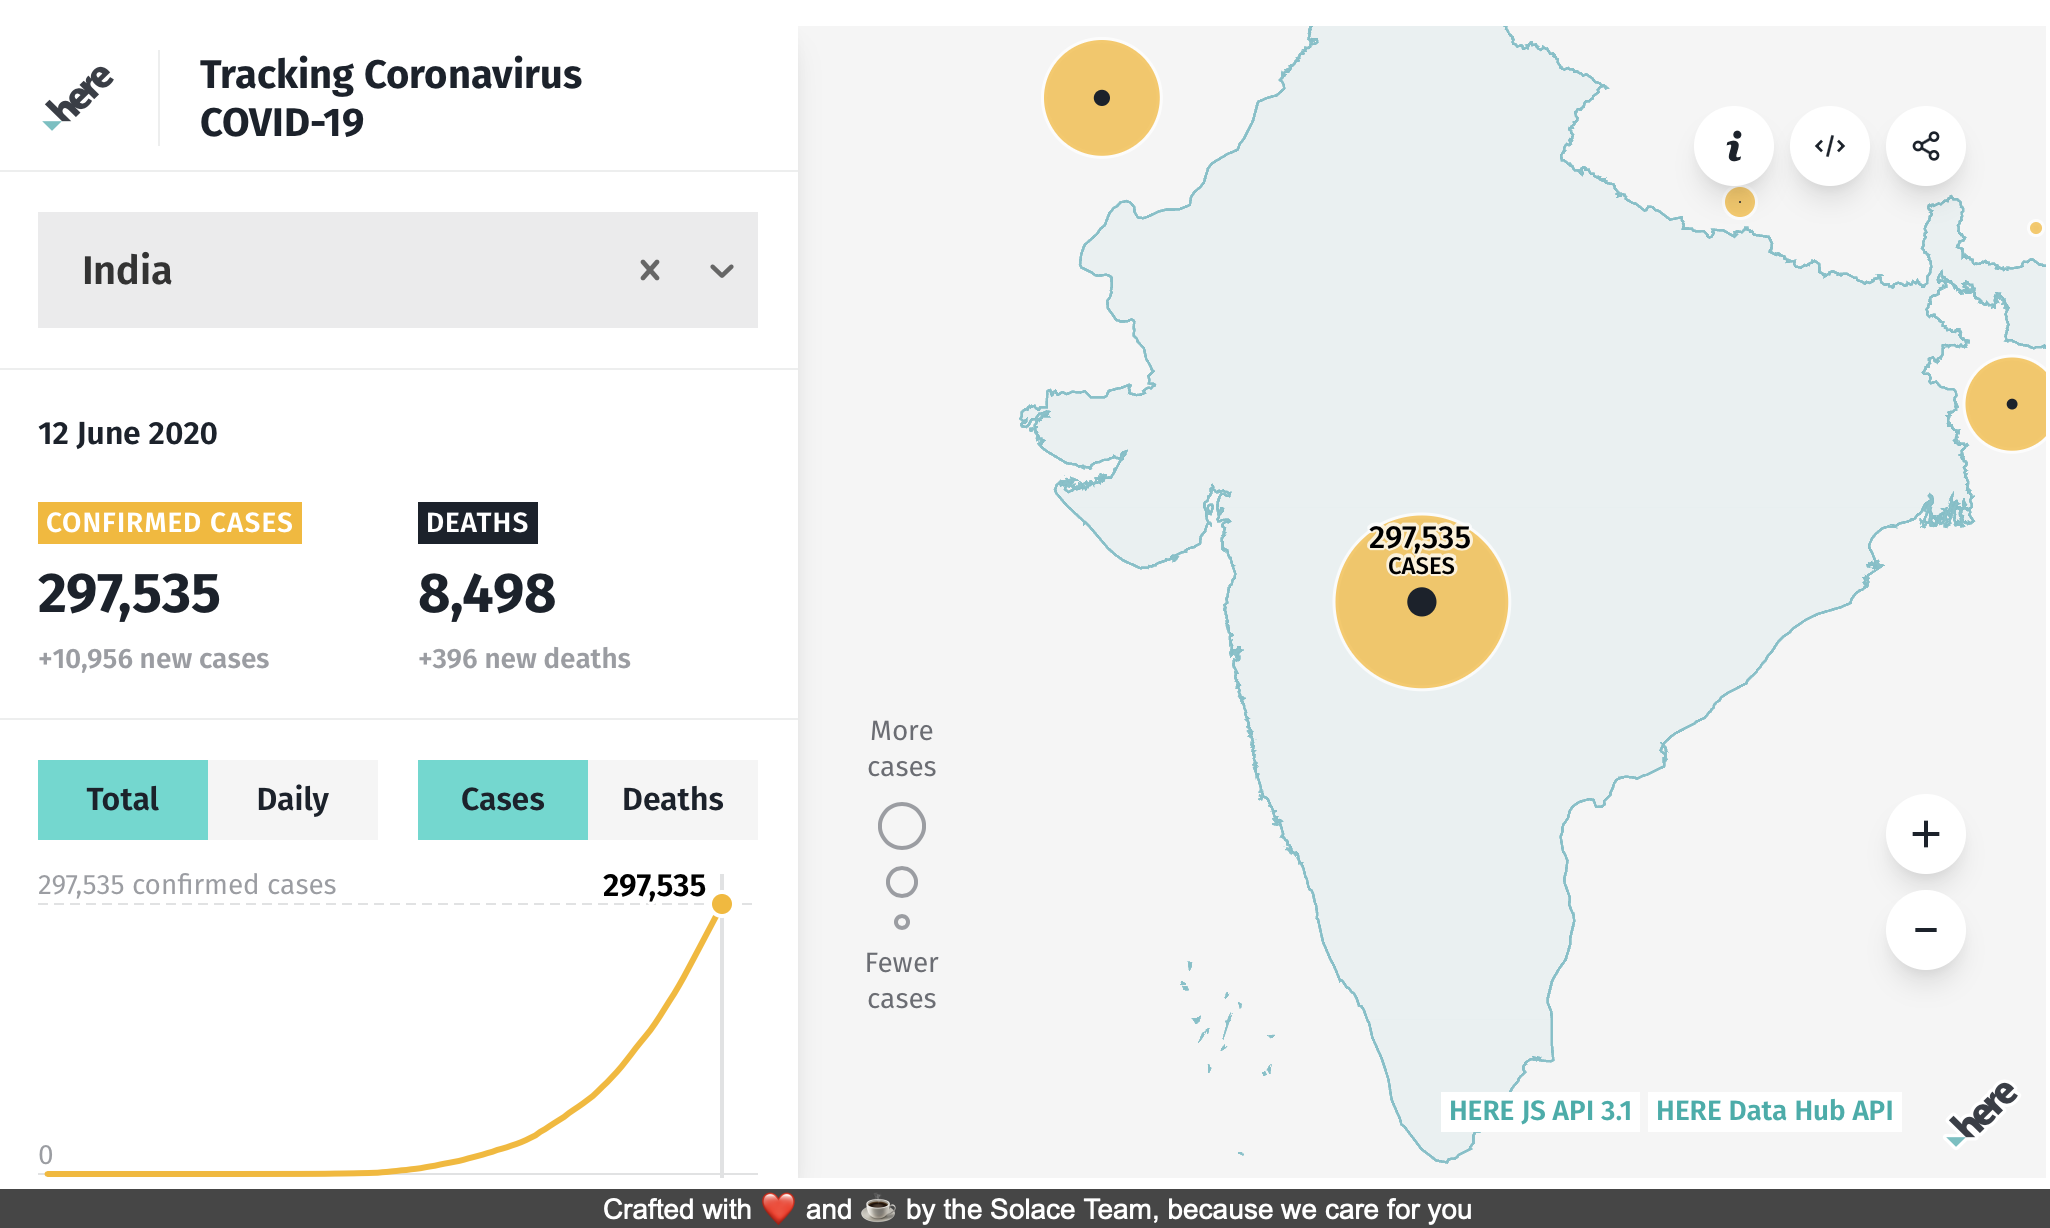 here
Tracking Coronavirus
COVID-19
India
12 June 2020
CONFIRMED CASES
297,535
+10,956 new cases
DEATHS
8,498
+396 new deaths
Total
Daily
Cases
Deaths
297,535 confirmed cases
297,535
0
297,535
CASES
More
cases
Fewer
cases
HERE JS API 3.1
HERE Data Hub API
here
Crafted with ❤️ and ☕ by the Solace Team, because we care for you